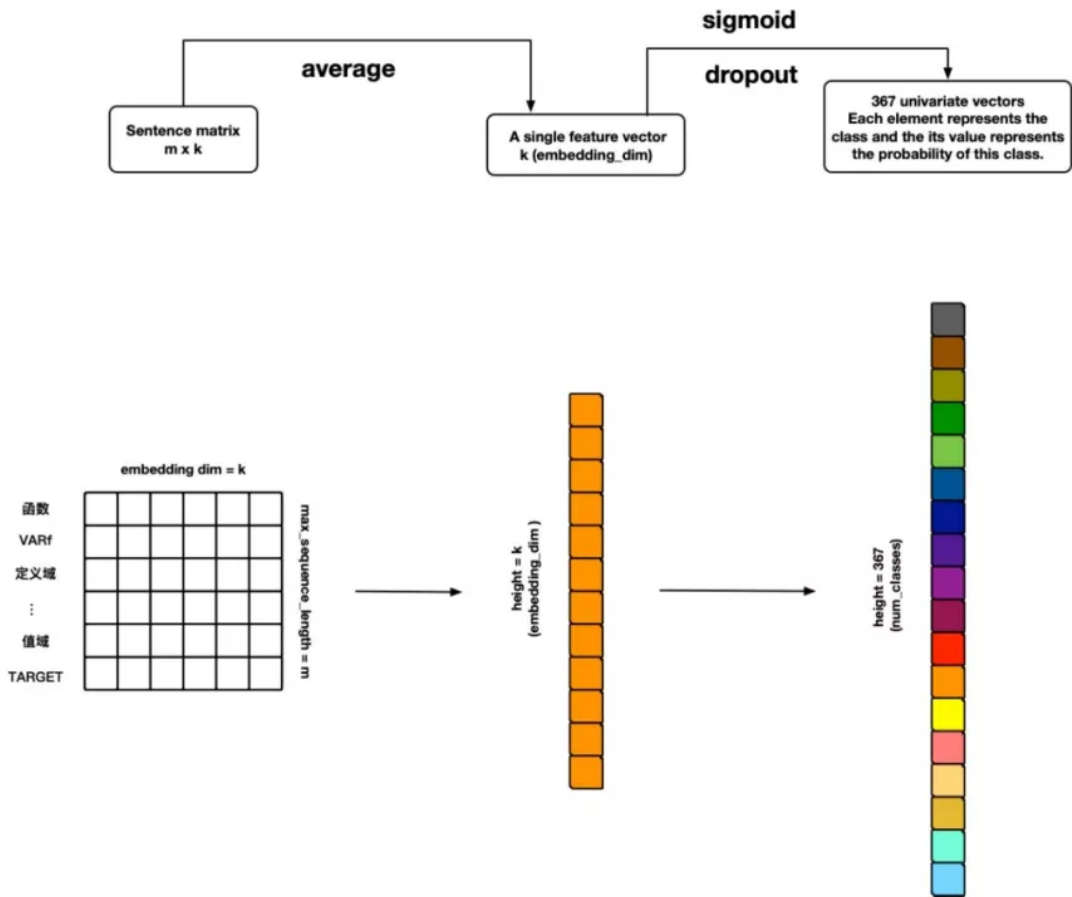 sigmoid
average
dropout
Sentence matrix
m x k
A single feature vector
k (embedding_dim)
367 univariate vectors
Each element represents the
class and the its value represents
the probability of this class.
embedding dim = k
函数
VARf
定义域
⋮
值域
TARGET
max_sequence_length = m
height = k
(embedding_dim )
height = 367
(num_classes)